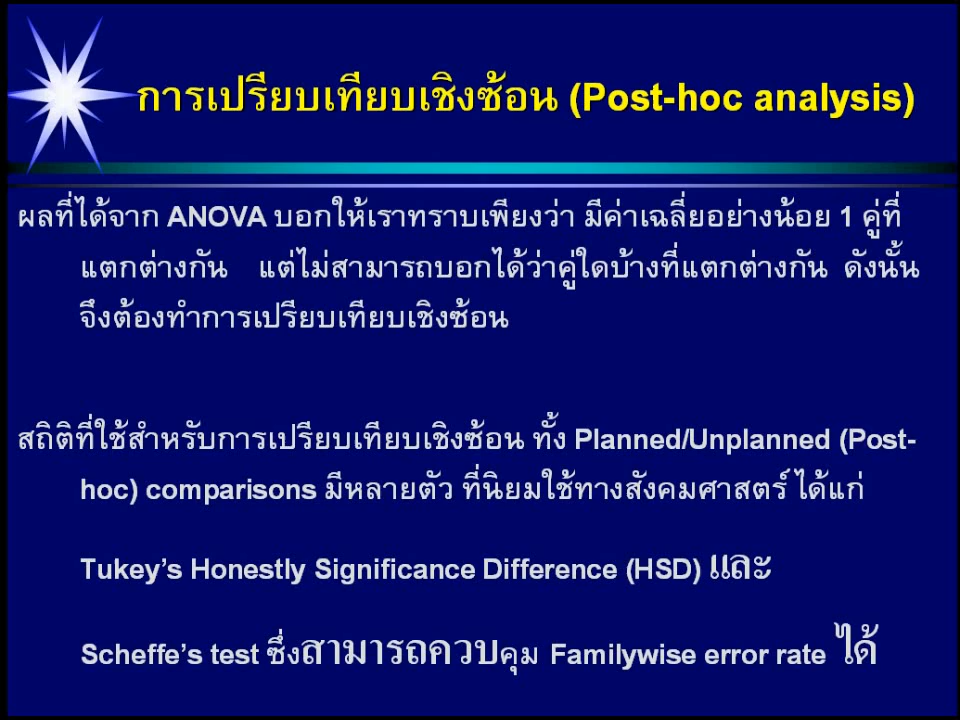 การเปรียบเทียบเชิงซ้อน (Post-hoc analysis)
ผลที่ได้จาก ANOVA บอกให้เราทราบเพียงว่า มีค่าเฉลี่ยอย่างน้อย 1 คู่ที่
แตกต่างกัน แต่ไม่สามารถบอกได้ว่าคู่ใดบ้างที่แตกต่างกัน ดังนั้น
จึงต้องทำการเปรียบเทียบเชิงซ้อน
สถิติที่ใช้สำหรับการเปรียบเทียบเชิงซ้อน ทั้ง Planned/Unplanned (Post-
hoc) comparisons มีหลายตัว ที่นิยมใช้ทางสังคมศาสตร์ ได้แก่
Tukey’s Honestly Significance Difference (HSD) และ
Scheffe’s test ซึ่งสามารถควบคุม Familywise error rate ได้